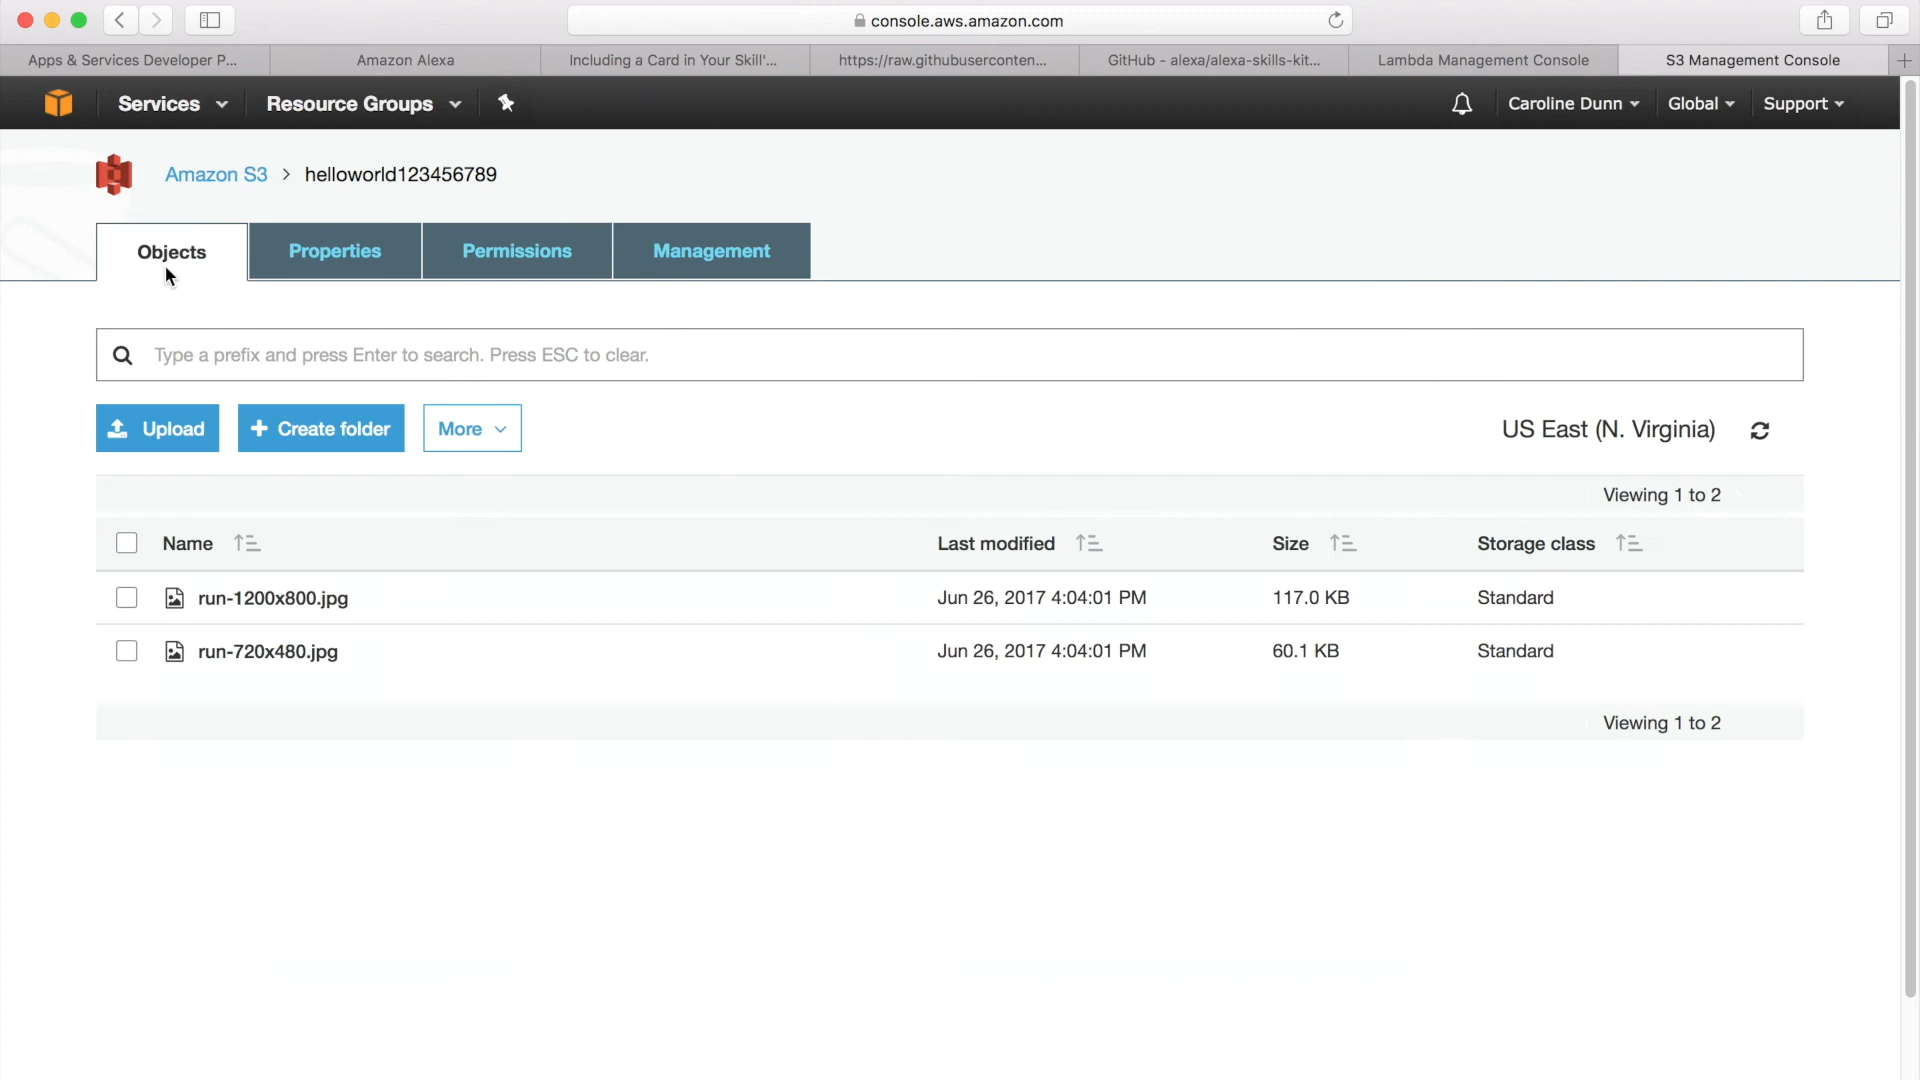 console.aws.amazon.com
Apps & Services Developer P...
Amazon Alexa
Including a Card in Your Skill'...
https://raw.githubuserconten...
GitHub - alexa/alexa-skills-kit...
Lambda Management Console
S3 Management Console
Services
Resource Groups
Caroline Dunn
Global
Support
Amazon S3 > helloworld123456789
Objects
Properties
Permissions
Management
Type a prefix and press Enter to search. Press ESC to clear.
Upload
+ Create folder
More
US East (N. Virginia)
Viewing 1 to 2
Name
Last modified
Size
Storage class
run-1200x800.jpg
Jun 26, 2017 4:04:01 PM
117.0 KB
Standard
run-720x480.jpg
Jun 26, 2017 4:04:01 PM
60.1 KB
Standard
Viewing 1 to 2